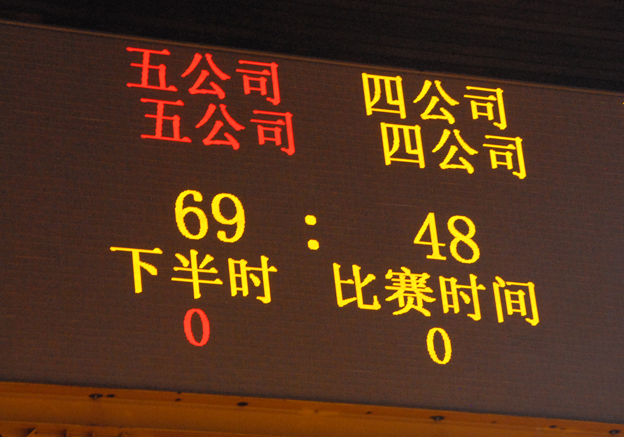 五公司 四公司
五公司 四公司
69 : 48
下半时 比赛时间
0 0